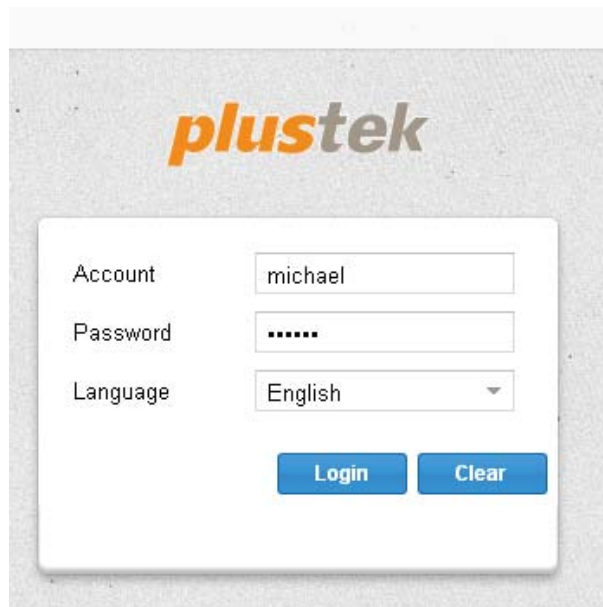 plustek
Account michael
Password ••••••
Language English
Login Clear